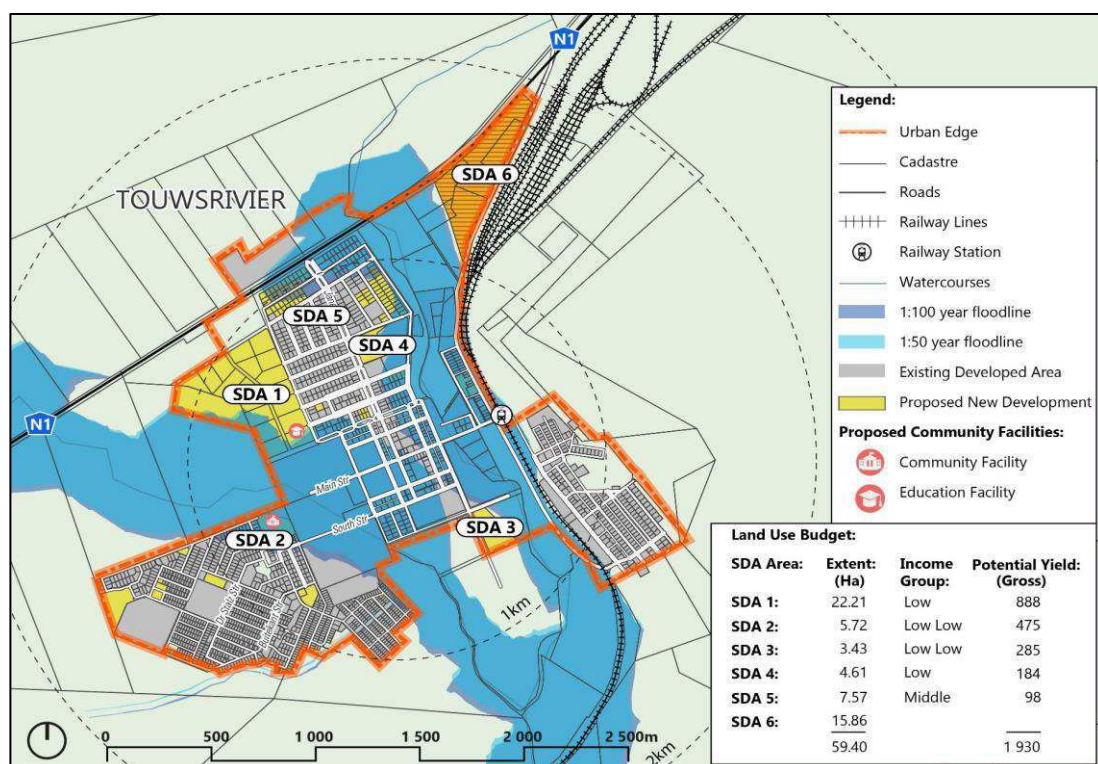 N1
TOUWSRIVIER
SDA 6
SDA 5
SDA 4
SDA 1
N1
Main Str
South Str
SDA 2
SDA 3
1km
2km
0 500 1 000 1 500 2 000 2 500m
Legend:
Urban Edge
Cadastre
Roads
Railway Lines
Railway Station
Watercourses
1:100 year floodline
1:50 year floodline
Existing Developed Area
Proposed New Development
Proposed Community Facilities:
Community Facility
Education Facility
Land Use Budget:
SDA Area: Extent: (Ha) Income Group: Potential Yield: (Gross)
SDA 1: 22.21 Low 888
SDA 2: 5.72 Low Low 475
SDA 3: 3.43 Low Low 285
SDA 4: 4.61 Low 184
SDA 5: 7.57 Middle 98
SDA 6: 15.86
59.40 1 930